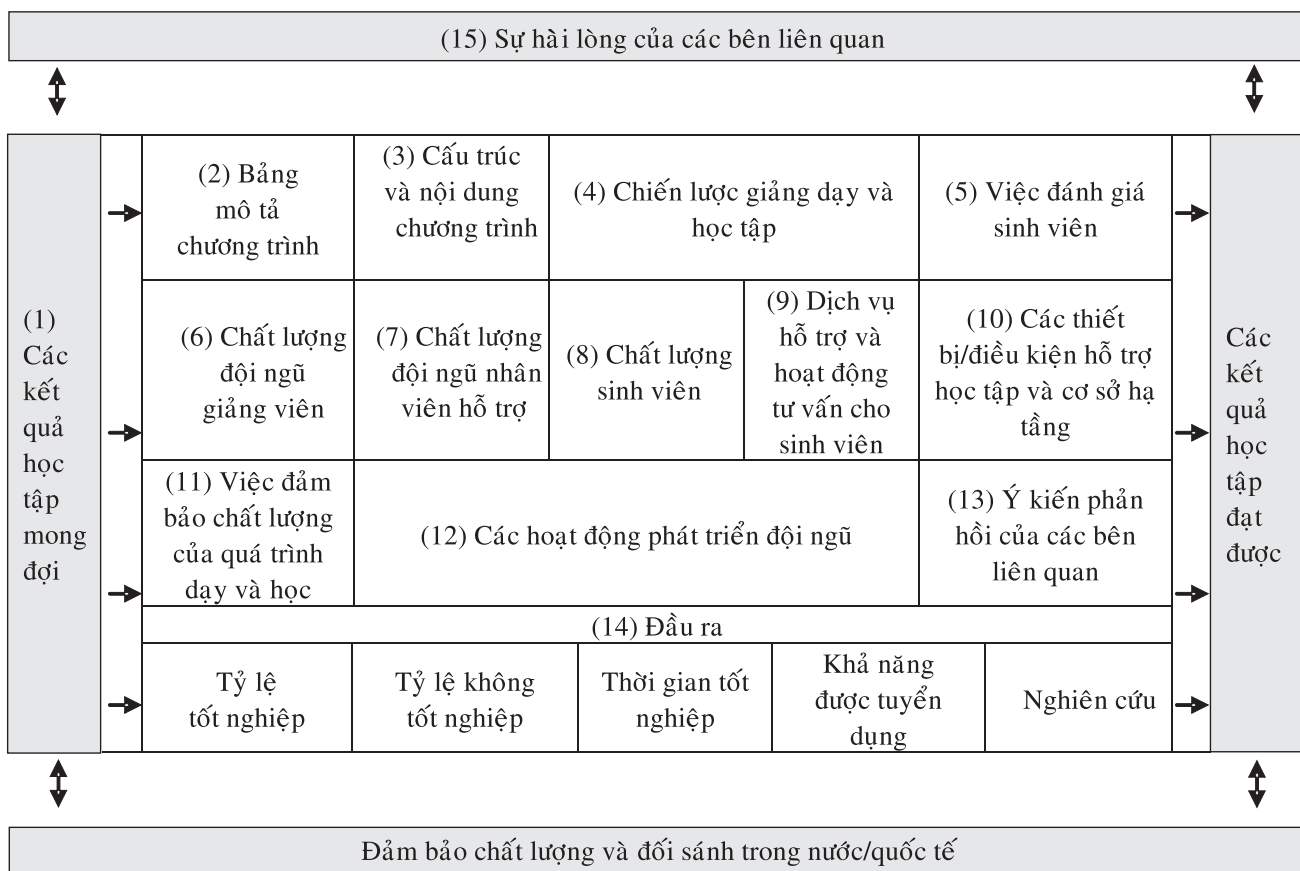 (15) Sự hài lòng của các bên liên quan
(1)
Các
kết
quả
học
tập
mong
đợi
(2) Bảng
mô tả
chương trình
(3) Cấu trúc
và nội dung
chương trình
(4) Chiến lược giảng dạy và
học tập
(5) Việc đánh giá
sinh viên
(6) Chất lượng
đội ngũ
giảng viên
(7) Chất lượng
đội ngũ nhân
viên hỗ trợ
(8) Chất lượng
sinh viên
(9) Dịch vụ
hỗ trợ và
hoạt động
tư vấn cho
sinh viên
(10) Các thiết
bị/điều kiện hỗ trợ
học tập và cơ sở hạ
tầng
(11) Việc đảm
bảo chất lượng
của quá trình
dạy và học
(12) Các hoạt động phát triển đội ngũ
(13) Ý kiến phản
hồi của các bên
liên quan
(14) Đầu ra
Tỷ lệ
tốt nghiệp
Tỷ lệ không
tốt nghiệp
Thời gian tốt
nghiệp
Khả năng
được tuyển
dụng
Nghiên cứu
Các
kết
quả
học
tập
đạt
được
Đảm bảo chất lượng và đối sánh trong nước/quốc tế